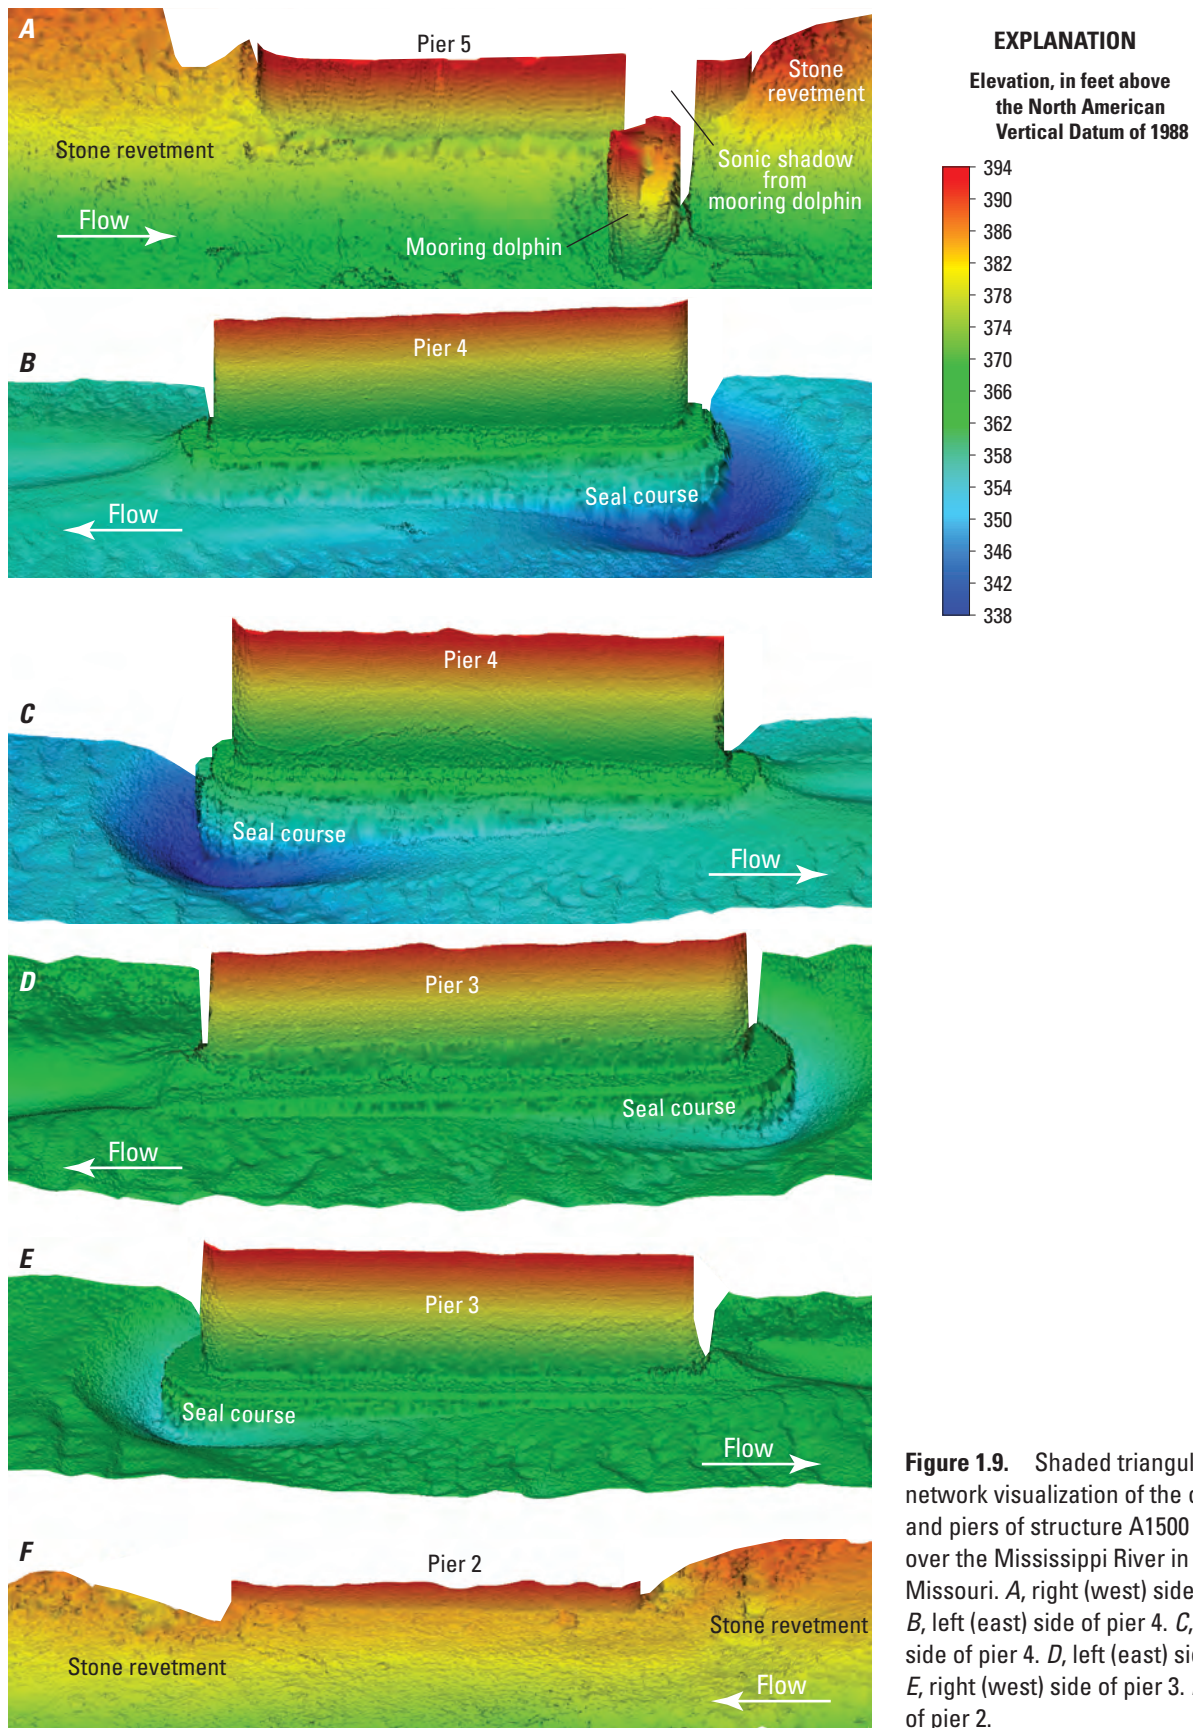 A
Pier 5
Stone
revetment
Stone revetment
Sonic shadow
from
mooring dolphin
Flow
Mooring dolphin
B
Pier 4
Seal course
Flow
C
Pier 4
Seal course
Flow
D
Pier 3
Seal course
Flow
E
Pier 3
Seal course
Flow
F
Pier 2
Stone revetment
Stone revetment
Flow
EXPLANATION
Elevation, in feet above
the North American
Vertical Datum of 1988
394
390
386
382
378
374
370
366
362
358
354
350
346
342
338
Figure 1.9. Shaded triangul
network visualization of the
and piers of structure A1500
over the Mississippi River in
Missouri. A, right (west) side
B, left (east) side of pier 4. C,
side of pier 4. D, left (east) si
E, right (west) side of pier 3.
of pier 2.